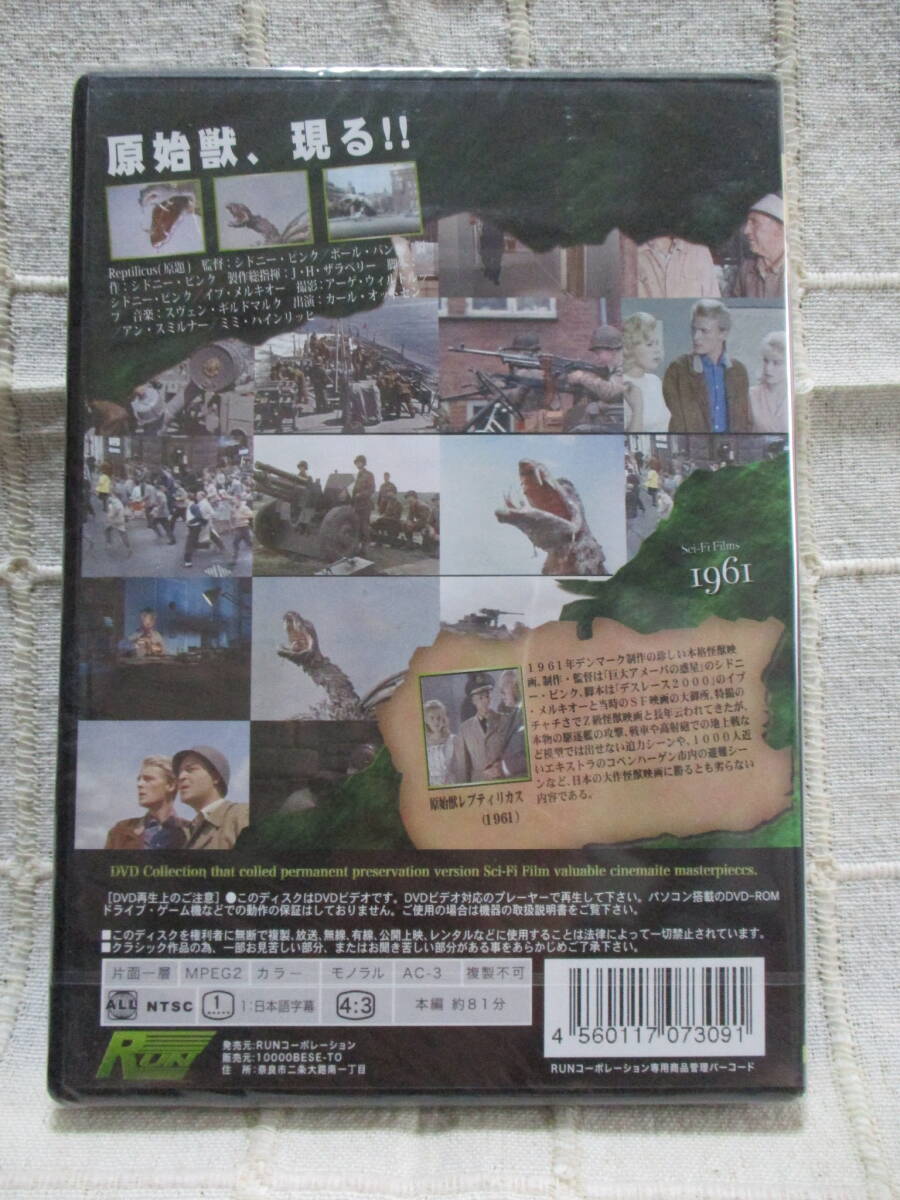 原始獣、現る!!
Reptilicus(原題) 監督:シドニー・ピンク/ポール・バン
作:シドニー・ピンク 製作総指揮:J・H・ザラベリー
シドニー・ピンク/イブ・メルキオー 撮影:アーゲ・ウィル
ブ 音楽:スヴェン・ギルドマルク 出演:カール・オッ
アン・スミルナー/ミミ・ハインリッヒ
Sci-Fi Films
1961
1961年デンマーク制作の珍しい本格怪獣映
画。制作・監督は「巨大アメーバの惑星」のシドニ
ー・ピンク、脚本は「デスレース2000」のイブ
・メルキオーと当時のSF映画の大御所。特撮の
チャチさでZ級怪獣映画と長年云われてきたが、
本物の駆逐艦の攻撃、戦車や高射砲での地上戦な
ど模型では出せない迫力シーンや、1000人近
いエキストラのコペンハーゲン市内の避難シー
ンなど、日本の大作怪獣映画に勝るとも劣らない
内容である。
原始獣レプティリカス
(1961)
DVD Collection that colled permanent preservation version Sci-Fi Film valuable cinemaite masterpieccs.
[DVD再生上のご注意]●このディスクはDVDビデオです。DVDビデオ対応のプレーヤーで再生して下さい。パソコン搭載のDVD-ROM
ドライブ・ゲーム機などでの動作の保証はしておりません。ご使用の場合は機器の取扱説明書をご覧下さい。
■このディスクを権利者に無断で複製、放送、無線、有線、公開上映、レンタルなどに使用することは法律によって一切禁止されています。
■クラシック作品の為、一部お見苦しい部分、またはお聞き苦しい部分がある事をあらかじめご了承下さい。
片面一層 MPEG2 カラー モノラル AC-3 複製不可
ALL NTSC 1 1:日本語字幕 4:3 本編 約81分
4 560117 073091
RUN
発売元:RUNコーポレーション
販売元:10000BESE-TO
住 所:奈良市二条大路南一丁目
RUNコーポレーション専用商品管理バーコード